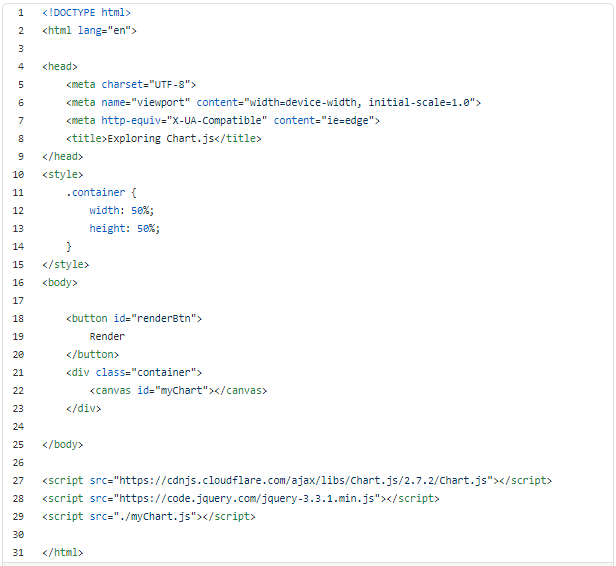 1 <!DOCTYPE html>
2 <html lang="en">
3
4 <head>
5     <meta charset="UTF-8">
6     <meta name="viewport" content="width=device-width, initial-scale=1.0">
7     <meta http-equiv="X-UA-Compatible" content="ie=edge">
8     <title>Exploring Chart.js</title>
9 </head>
10 <style>
11     .container {
12         width: 50%;
13         height: 50%;
14     }
15 </style>
16 <body>
17
18     <button id="renderBtn">
19         Render
20     </button>
21     <div class="container">
22         <canvas id="myChart"></canvas>
23     </div>
24
25 </body>
26
27 <script src="https://cdnjs.cloudflare.com/ajax/libs/Chart.js/2.7.2/Chart.js"></script>
28 <script src="https://code.jquery.com/jquery-3.3.1.min.js"></script>
29 <script src="./myChart.js"></script>
30
31 </html>